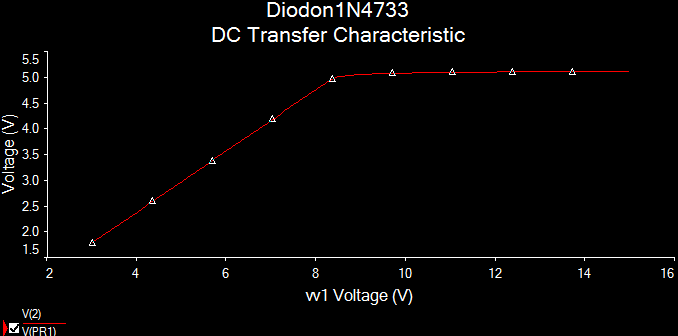 Diodon1N4733
DC Transfer Characteristic
Voltage (V)
5.5
5.0
4.5
4.0
3.5
3.0
2.5
2.0
1.5
2 4 6 8 10 12 14 16
vv1 Voltage (V)
V(2)
V(PR1)